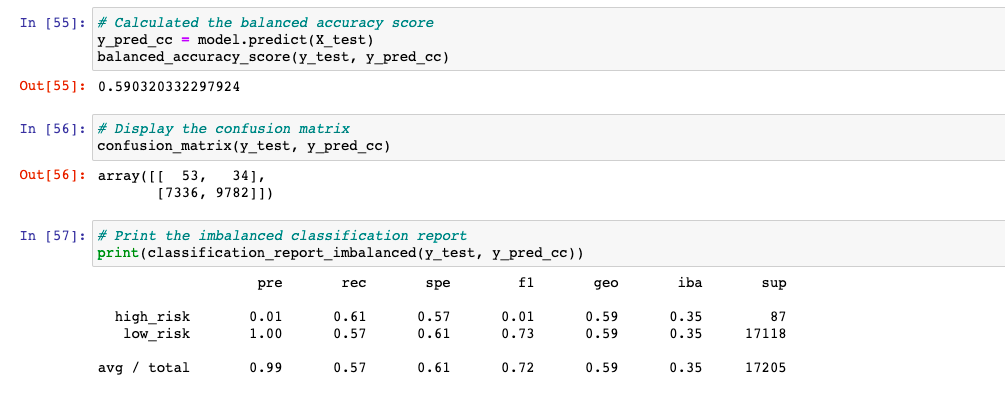 In [55]: # Calculated the balanced accuracy score
y_pred_cc = model.predict(X_test)
balanced_accuracy_score(y_test, y_pred_cc)
Out[55]: 0.590320332297924
In [56]: # Display the confusion matrix
confusion_matrix(y_test, y_pred_cc)
Out[56]: array([[  53,   34],
       [7336, 9782]])
In [57]: # Print the imbalanced classification report
print(classification_report_imbalanced(y_test, y_pred_cc))
pre rec spe f1 geo iba sup
high_risk 0.01 0.61 0.57 0.01 0.59 0.35 87
low_risk 1.00 0.57 0.61 0.73 0.59 0.35 17118
avg / total 0.99 0.57 0.61 0.72 0.59 0.35 17205